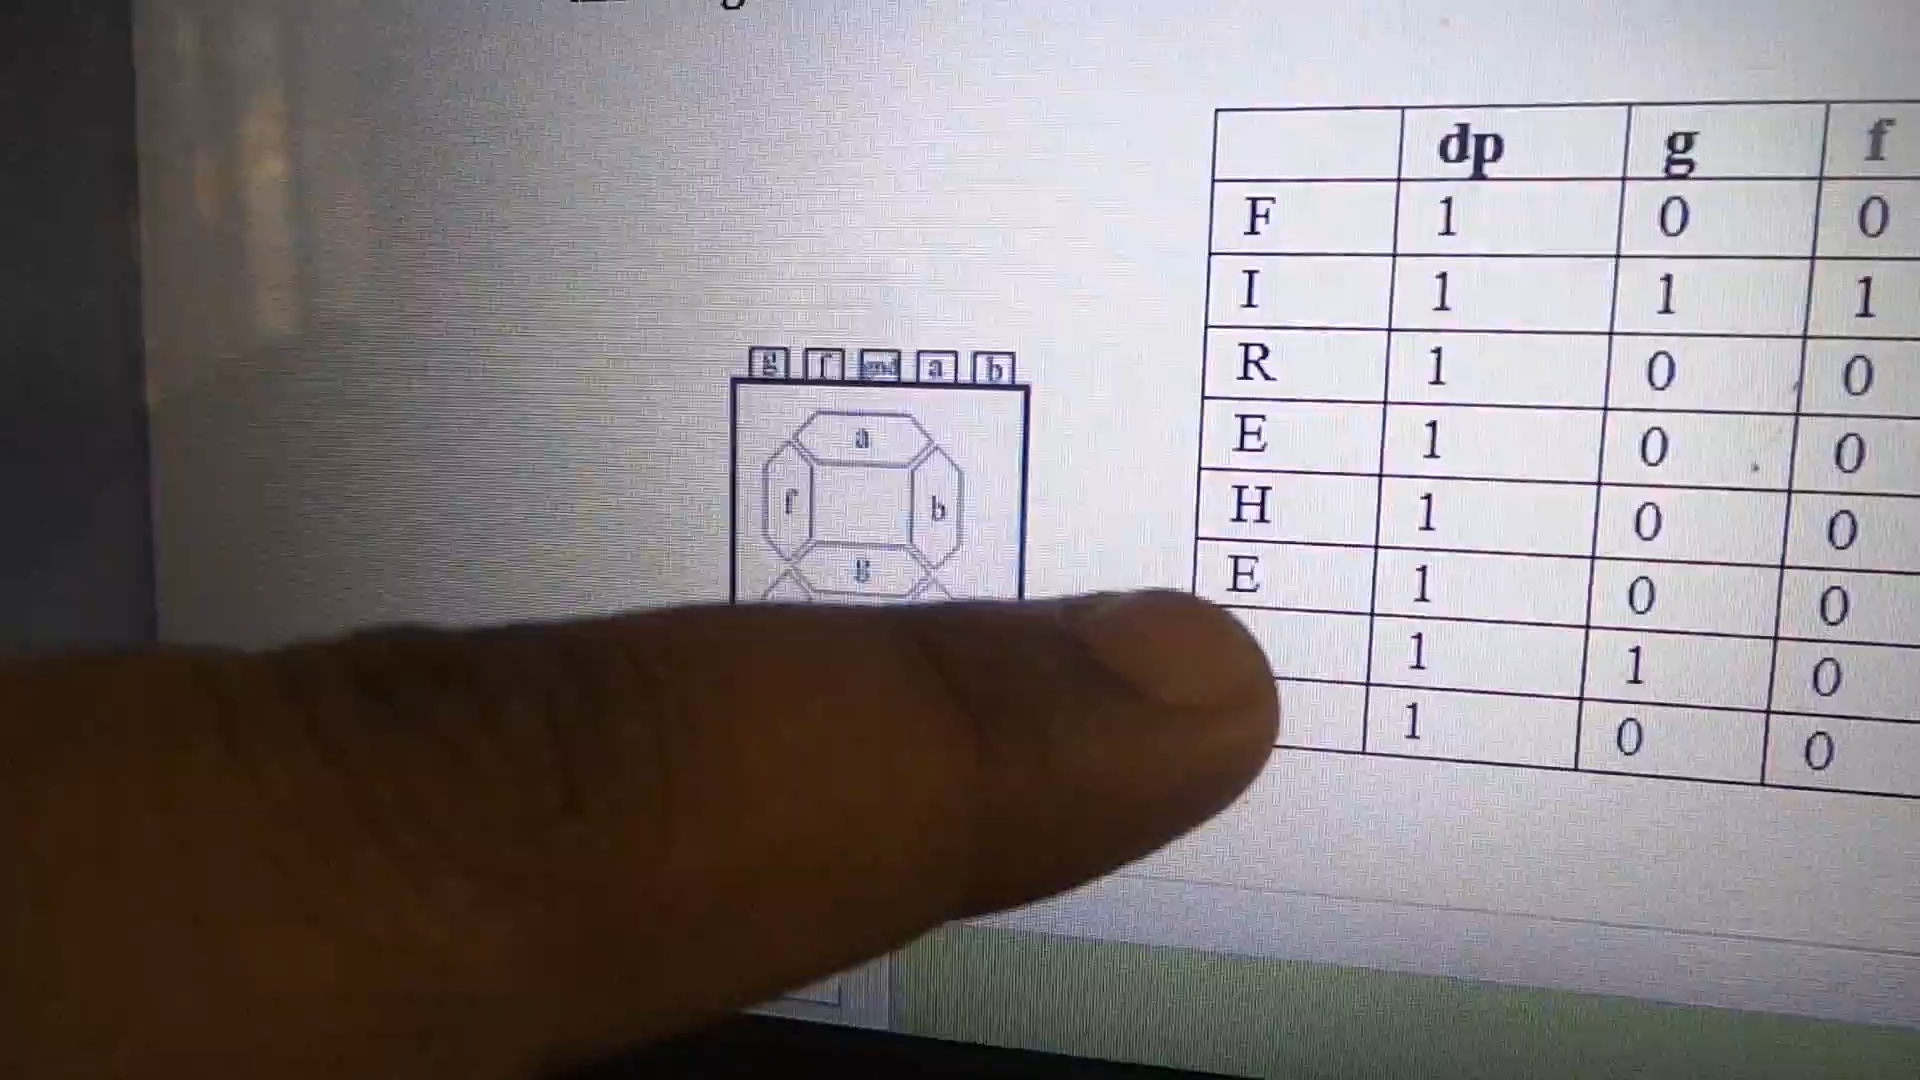 dp g f
F 1 0 0
I 1 1 1
R 1 0 0
E 1 0 0
H 1 0 0
E 1 0 0
1 1 0
1 0 0
g f gnd a b
a
f b
g